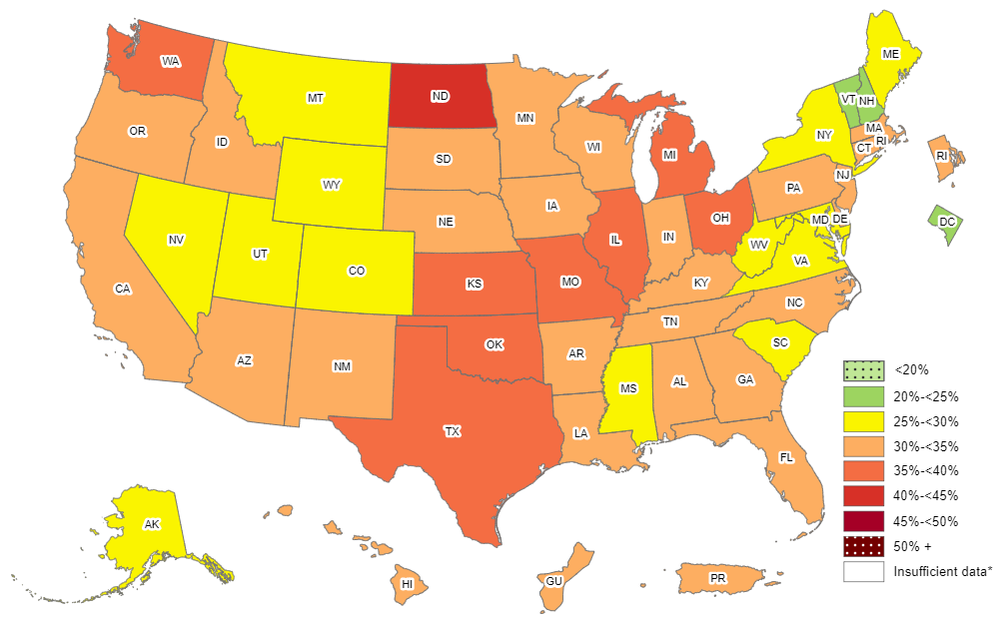 ME
WA
VT
NH
MT
ND
MN
OR
ID
SD
WI
MI
NY
MA
RI
CT
RI
WY
IA
NE
PA
NJ
OH
IL
IN
NV
UT
CO
WV
MD
DE
DC
VA
CA
KS
MO
KY
NC
AZ
NM
OK
AR
TN
SC
MS
AL
GA
TX
LA
FL
AK
HI
GU
PR
<20%
20%-<25%
25%-<30%
30%-<35%
35%-<40%
40%-<45%
45%-<50%
50% +
Insufficient data*